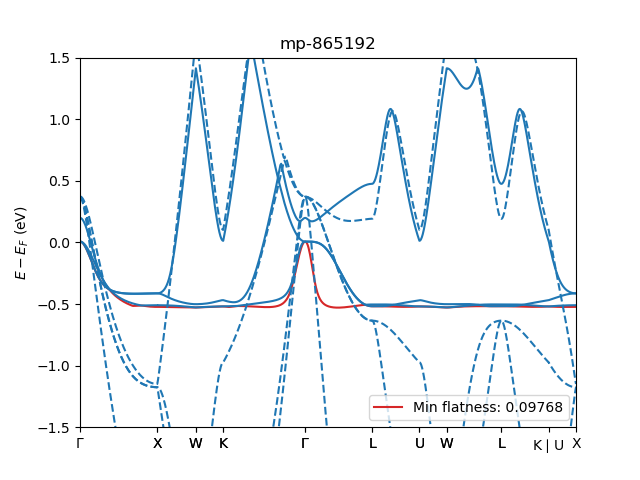 mp-865192
E − E_F (eV)
1.5
1.0
0.5
0.0
−0.5
−1.0
−1.5
Min flatness: 0.09768
Γ X W K Γ L U W L K | U X